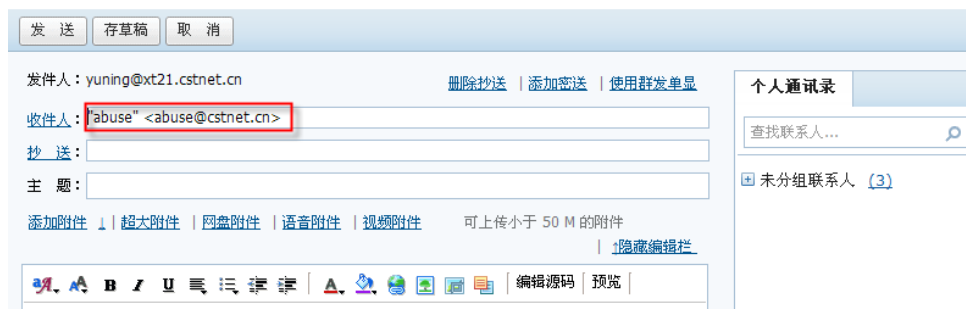 发 送 存草稿 取 消
发件人：yuning@xt21.cstnet.cn 删除抄送 | 添加密送 | 使用群发单显
收件人："abuse" <abuse@cstnet.cn>
抄 送：
主 题：
添加附件 ↓ | 超大附件 | 网盘附件 | 语音附件 | 视频附件 可上传小于 50 M 的附件
| ↑隐藏编辑栏
B I U A 编辑源码 预览
个人通讯录
查找联系人...
未分组联系人 (3)